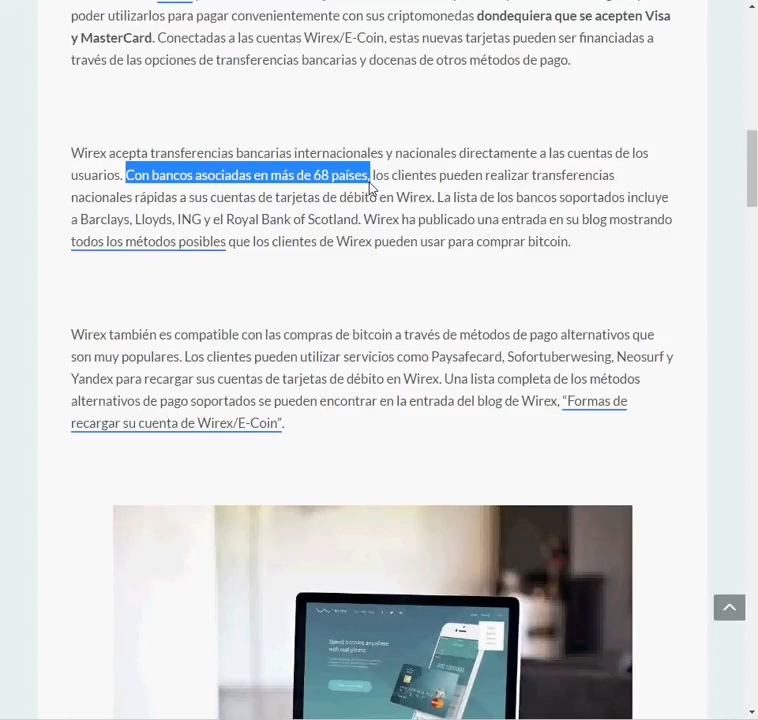 poder utilizarlos para pagar convenientemente con sus criptomonedas dondequiera que se acepten Visa
y MasterCard. Conectadas a las cuentas Wirex/E-Coin, estas nuevas tarjetas pueden ser financiadas a
través de las opciones de transferencias bancarias y docenas de otros métodos de pago.
Wirex acepta transferencias bancarias internacionales y nacionales directamente a las cuentas de los
usuarios. Con bancos asociadas en más de 68 países, los clientes pueden realizar transferencias
nacionales rápidas a sus cuentas de tarjetas de débito en Wirex. La lista de los bancos soportados incluye
a Barclays, Lloyds, ING y el Royal Bank of Scotland. Wirex ha publicado una entrada en su blog mostrando
todos los métodos posibles que los clientes de Wirex pueden usar para comprar bitcoin.
Wirex también es compatible con las compras de bitcoin a través de métodos de pago alternativos que
son muy populares. Los clientes pueden utilizar servicios como Paysafecard, Sofortuberwesing, Neosurf y
Yandex para recargar sus cuentas de tarjetas de débito en Wirex. Una lista completa de los métodos
alternativos de pago soportados se pueden encontrar en la entrada del blog de Wirex, “Formas de
recargar su cuenta de Wirex/E-Coin”.
Spend bitcoins anywhere
with real plastic